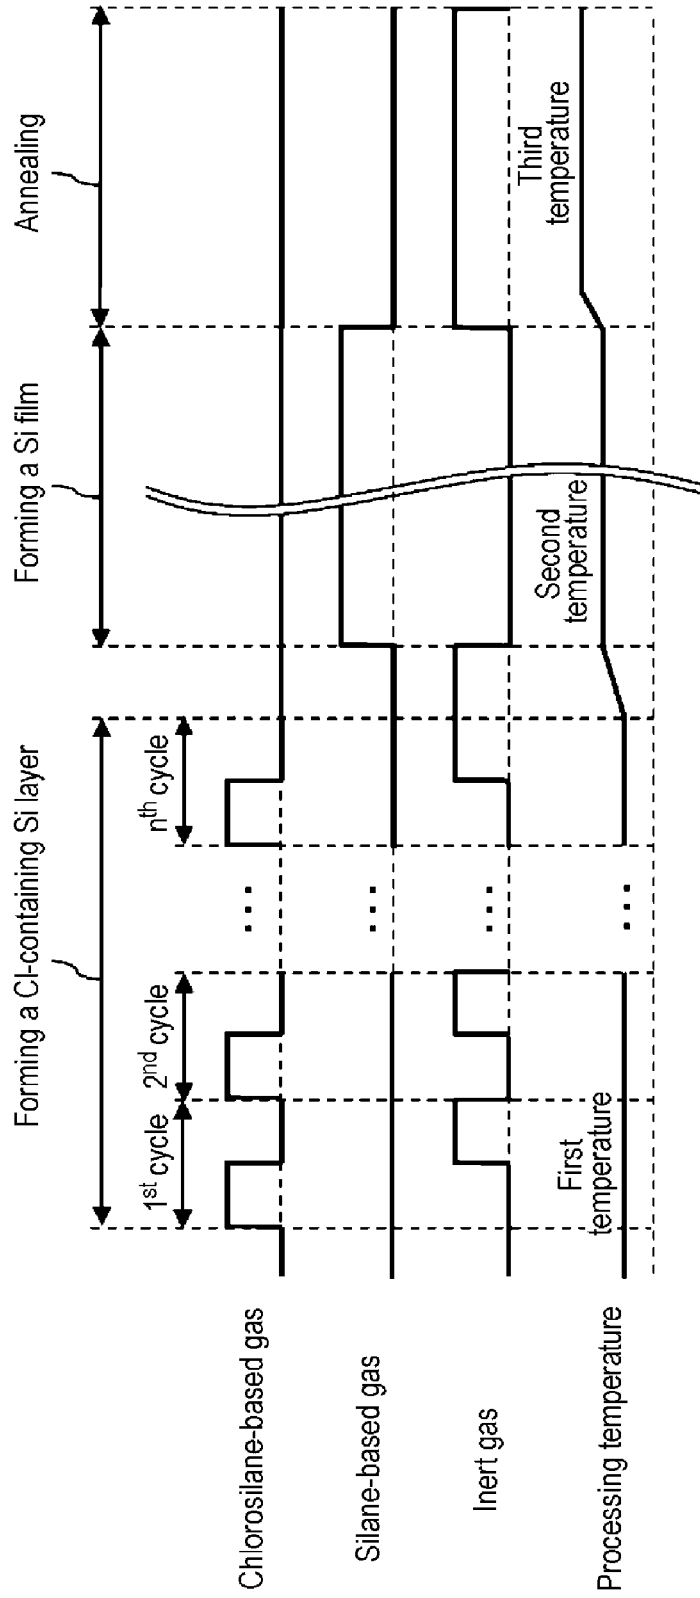 Forming a Cl-containing Si layer
Forming a Si film
Annealing
1st cycle
2nd cycle
nth cycle
Chlorosilane-based gas
Silane-based gas
Inert gas
Processing temperature
First
temperature
Second
temperature
Third
temperature